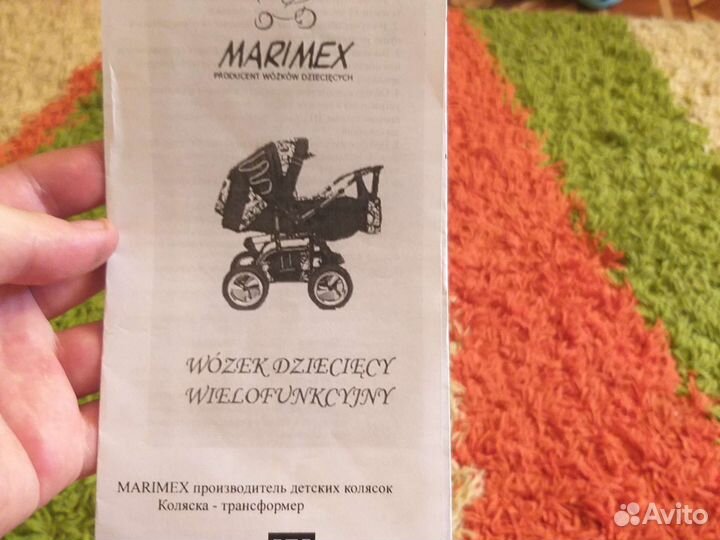 MARIMEX
PRODUCENT WÓZKÓW DZIECIĘCYCH
WÓZEK DZIECIĘCY
WIELOFUNKCYJNY
MARIMEX производитель детских колясок
Коляска - трансформер
Avito